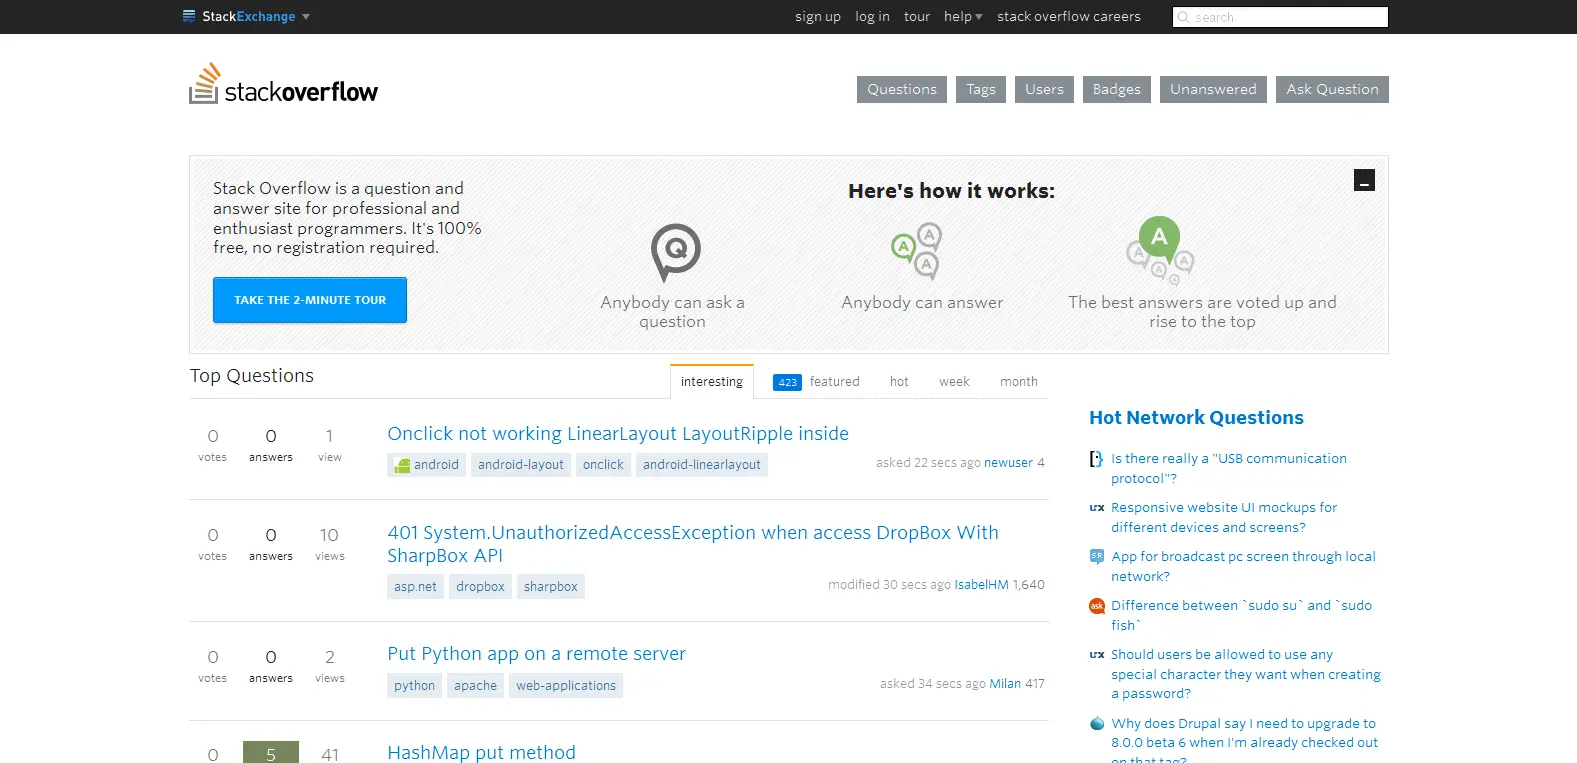 StackExchange
sign up log in tour help stack overflow careers search
stackoverflow
Questions Tags Users Badges Unanswered Ask Question
Stack Overflow is a question and
answer site for professional and
enthusiast programmers. It's 100%
free, no registration required.
TAKE THE 2-MINUTE TOUR
Here's how it works:
Q
Anybody can ask a
question
A A A
Anybody can answer
A A A A A
The best answers are voted up and
rise to the top
Top Questions
interesting 423 featured hot week month
0 0 1
votes answers view
Onclick not working LinearLayout LayoutRipple inside
android android-layout onclick android-linearlayout
asked 22 secs ago newuser 4
0 0 10
votes answers views
401 System.UnauthorizedAccessException when access DropBox With
SharpBox API
asp.net dropbox sharpbox
modified 30 secs ago IsabelHM 1,640
0 0 2
votes answers views
Put Python app on a remote server
python apache web-applications
asked 34 secs ago Milan 417
0 5 41
HashMap put method
Hot Network Questions
Is there really a "USB communication
protocol"?
ux Responsive website UI mockups for
different devices and screens?
SR App for broadcast pc screen through local
network?
ask Difference between `sudo su` and `sudo
fish`
ux Should users be allowed to use any
special character they want when creating
a password?
Why does Drupal say I need to upgrade to
8.0.0 beta 6 when I'm already checked out
on that tag?